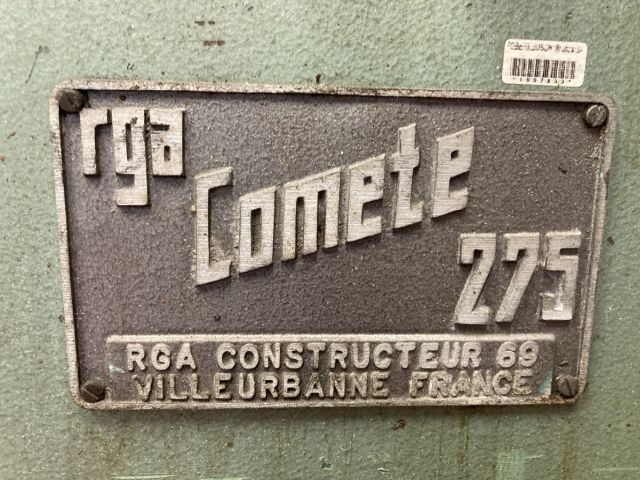 rga
Comete
275
RGA CONSTRUCTEUR 69
VILLEURBANNE FRANCE